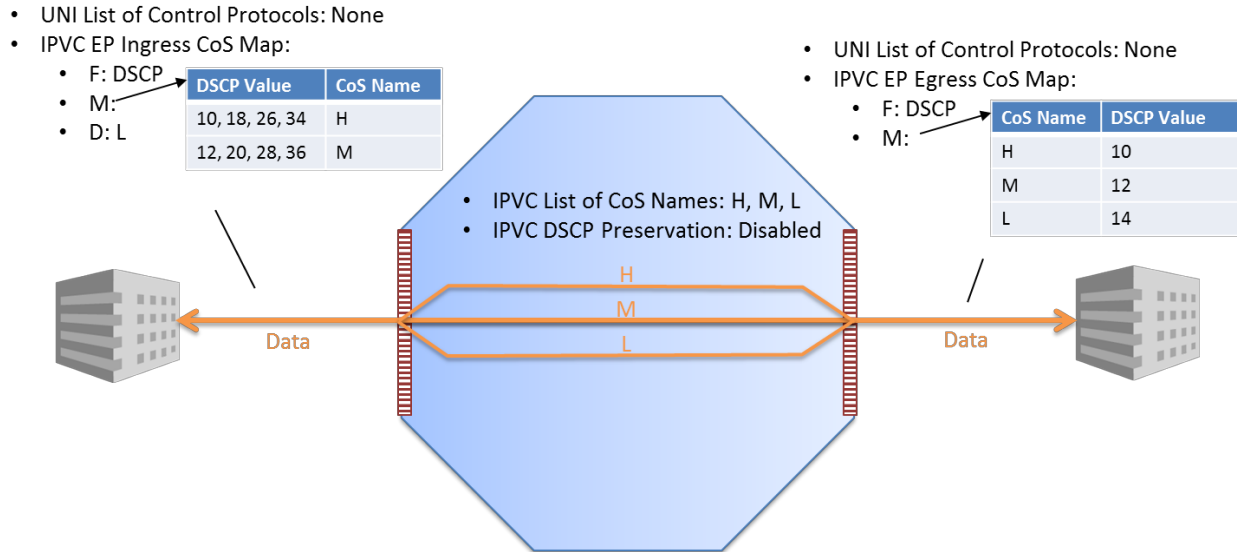 • UNI List of Control Protocols: None
• IPVC EP Ingress CoS Map:
• F: DSCP
• M:
• D: L
DSCP Value CoS Name
10, 18, 26, 34 H
12, 20, 28, 36 M
• UNI List of Control Protocols: None
• IPVC EP Egress CoS Map:
• F: DSCP
• M:
CoS Name DSCP Value
H 10
M 12
L 14
• IPVC List of CoS Names: H, M, L
• IPVC DSCP Preservation: Disabled
H
M
L
Data
Data